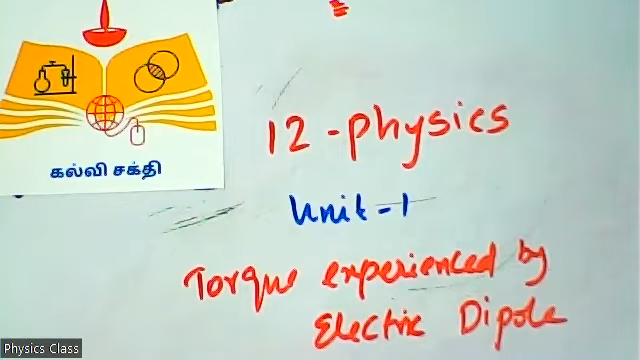 கல்வி சக்தி
12-physics
Unit-1
Torque experienced by
Electric Dipole
Physics Class